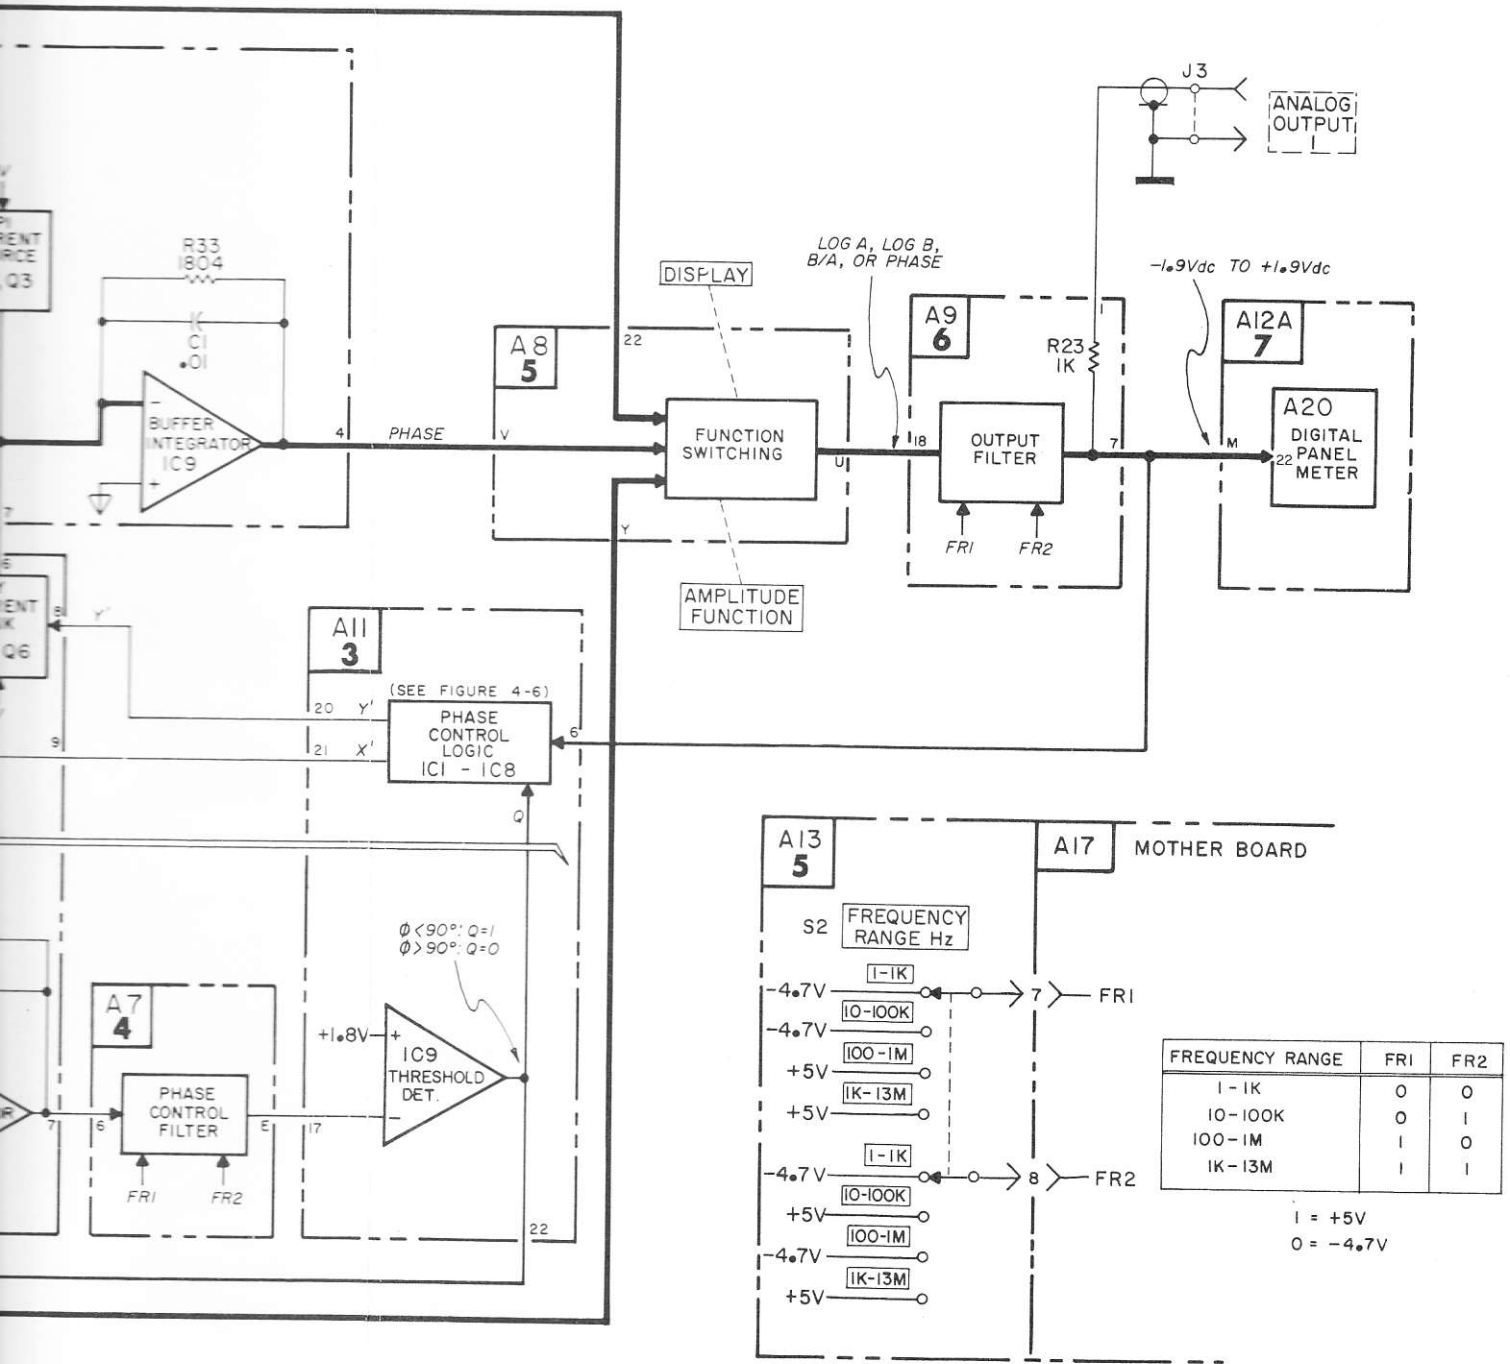 J3
ANALOG
OUTPUT
R33
1804
C1
.01
Q3
BUFFER
INTEGRATOR
IC9
-
+
4
PHASE
V
7
DISPLAY
A8
5
22
FUNCTION
SWITCHING
U
Y
AMPLITUDE
FUNCTION
LOG A, LOG B,
B/A, OR PHASE
A9
6
1
R23
1K
18
OUTPUT
FILTER
7
FR1 FR2
-1.9Vdc TO +1.9Vdc
A12A
7
M
22
A20
DIGITAL
PANEL
METER
6
8
Y'
Q6
9
A11
3
(SEE FIGURE 4-6)
20 Y'
21 X'
PHASE
CONTROL
LOGIC
IC1 - IC8
6
Q
Φ<90°: Q=1
Φ>90°: Q=0
+1.8V
+
IC9
THRESHOLD
DET.
-
17
22
A7
4
7
6
PHASE
CONTROL
FILTER
E
FR1 FR2
A13
5
A17
MOTHER BOARD
S2
FREQUENCY
RANGE Hz
1-1K
-4.7V
7
FR1
10-100K
-4.7V
100-1M
+5V
1K-13M
+5V
1-1K
-4.7V
8
FR2
10-100K
+5V
100-1M
-4.7V
1K-13M
+5V
FREQUENCY RANGE FR1 FR2
1-1K 0 0
10-100K 0 1
100-1M 1 0
1K-13M 1 1
1 = +5V
0 = -4.7V